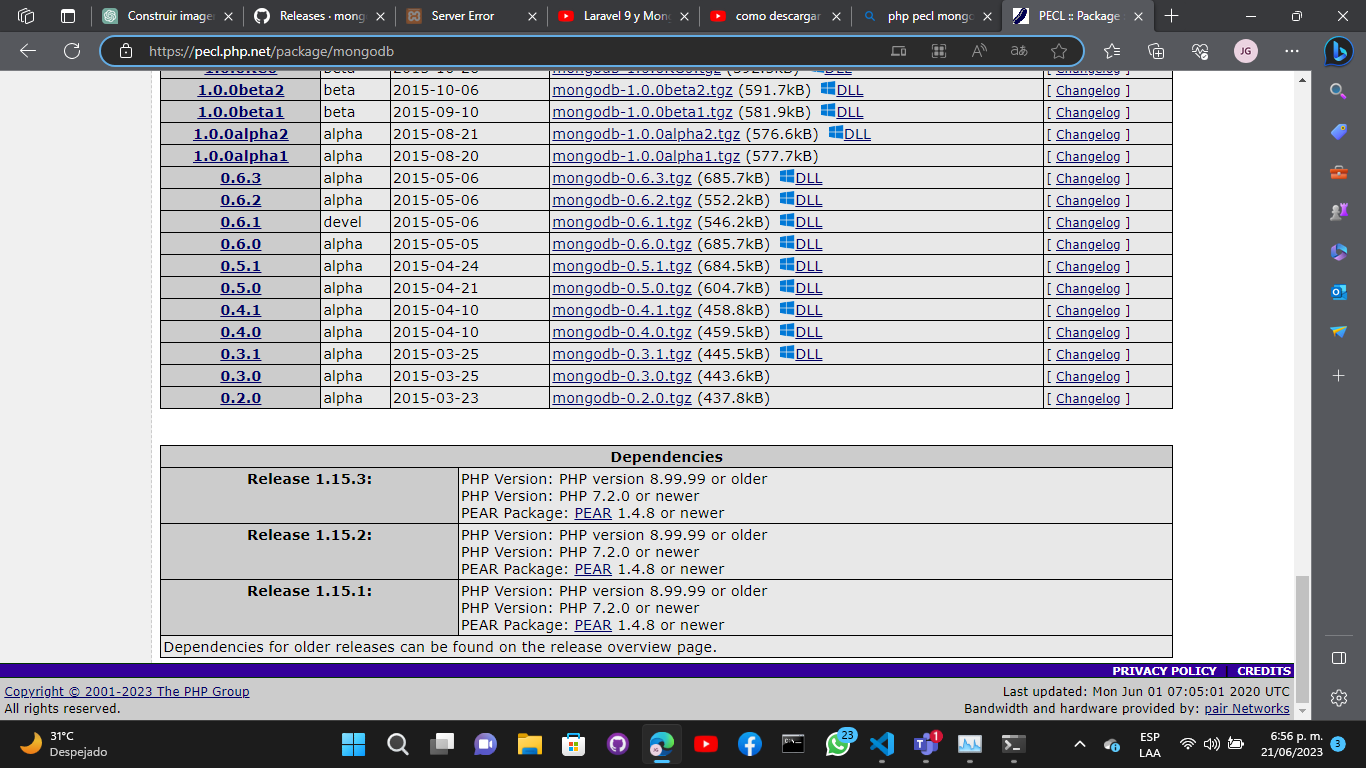 Construir image
Releases · mong
Server Error
Laravel 9 y Mon
como descargar
php pecl mongo
PECL :: Package
https://pecl.php.net/package/mongodb
JG
beta 2015-10-26
1.0.0beta2 beta 2015-10-06 mongodb-1.0.0beta2.tgz (591.7kB) DLL [ Changelog ]
1.0.0beta1 beta 2015-09-10 mongodb-1.0.0beta1.tgz (581.9kB) DLL [ Changelog ]
1.0.0alpha2 alpha 2015-08-21 mongodb-1.0.0alpha2.tgz (576.6kB) DLL [ Changelog ]
1.0.0alpha1 alpha 2015-08-20 mongodb-1.0.0alpha1.tgz (577.7kB) [ Changelog ]
0.6.3 alpha 2015-05-06 mongodb-0.6.3.tgz (685.7kB) DLL [ Changelog ]
0.6.2 alpha 2015-05-06 mongodb-0.6.2.tgz (552.2kB) DLL [ Changelog ]
0.6.1 devel 2015-05-06 mongodb-0.6.1.tgz (546.2kB) DLL [ Changelog ]
0.6.0 alpha 2015-05-05 mongodb-0.6.0.tgz (685.7kB) DLL [ Changelog ]
0.5.1 alpha 2015-04-24 mongodb-0.5.1.tgz (684.5kB) DLL [ Changelog ]
0.5.0 alpha 2015-04-21 mongodb-0.5.0.tgz (604.7kB) DLL [ Changelog ]
0.4.1 alpha 2015-04-10 mongodb-0.4.1.tgz (458.8kB) DLL [ Changelog ]
0.4.0 alpha 2015-04-10 mongodb-0.4.0.tgz (459.5kB) DLL [ Changelog ]
0.3.1 alpha 2015-03-25 mongodb-0.3.1.tgz (445.5kB) DLL [ Changelog ]
0.3.0 alpha 2015-03-25 mongodb-0.3.0.tgz (443.6kB) [ Changelog ]
0.2.0 alpha 2015-03-23 mongodb-0.2.0.tgz (437.8kB) [ Changelog ]
Dependencies
Release 1.15.3: PHP Version: PHP version 8.99.99 or older
PHP Version: PHP 7.2.0 or newer
PEAR Package: PEAR 1.4.8 or newer
Release 1.15.2: PHP Version: PHP version 8.99.99 or older
PHP Version: PHP 7.2.0 or newer
PEAR Package: PEAR 1.4.8 or newer
Release 1.15.1: PHP Version: PHP version 8.99.99 or older
PHP Version: PHP 7.2.0 or newer
PEAR Package: PEAR 1.4.8 or newer
Dependencies for older releases can be found on the release overview page.
PRIVACY POLICY | CREDITS
Copyright © 2001-2023 The PHP Group
All rights reserved.
Last updated: Mon Jun 01 07:05:01 2020 UTC
Bandwidth and hardware provided by: pair Networks
31°C
Despejado
23
1
ESP
LAA
6:56 p. m.
21/06/2023
3